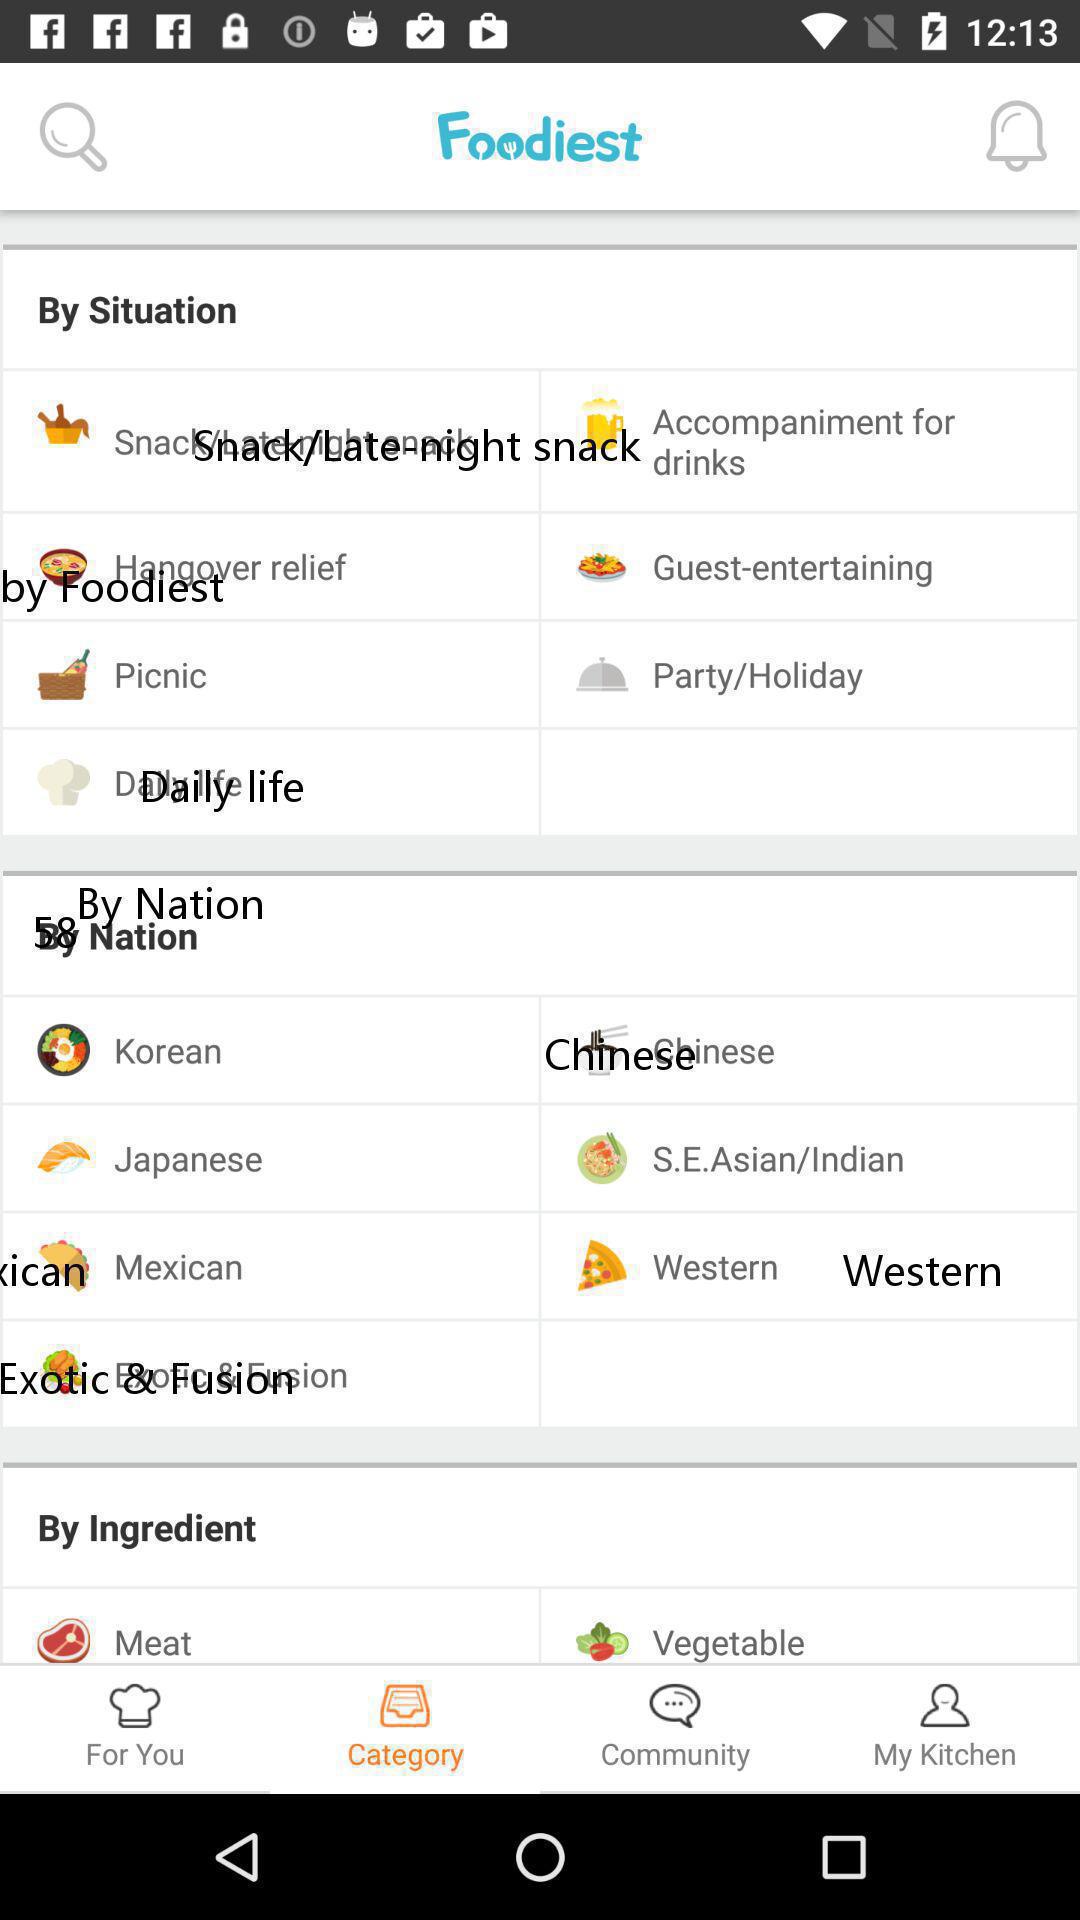 12:13
Foodiest
By Situation
Snack/Late-night snack
Snack/Late-night snack
Accompaniment for
drinks
Hangover relief
by Foodiest
Guest-entertaining
Picnic
Party/Holiday
Daily life
Daily life
By Nation
58
By Nation
Korean
Chinese
Chinese
Japanese
S.E.Asian/Indian
xican
Mexican
Western
Western
Exotic & Fusion
Exotic & Fusion
By Ingredient
Meat
Vegetable
For You
Category
Community
My Kitchen